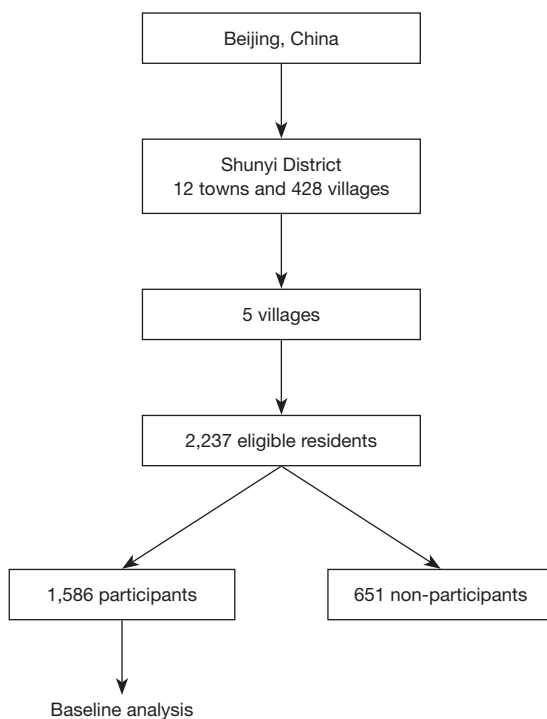 Beijing, China
Shunyi District
12 towns and 428 villages
5 villages
2,237 eligible residents
1,586 participants
651 non-participants
Baseline analysis